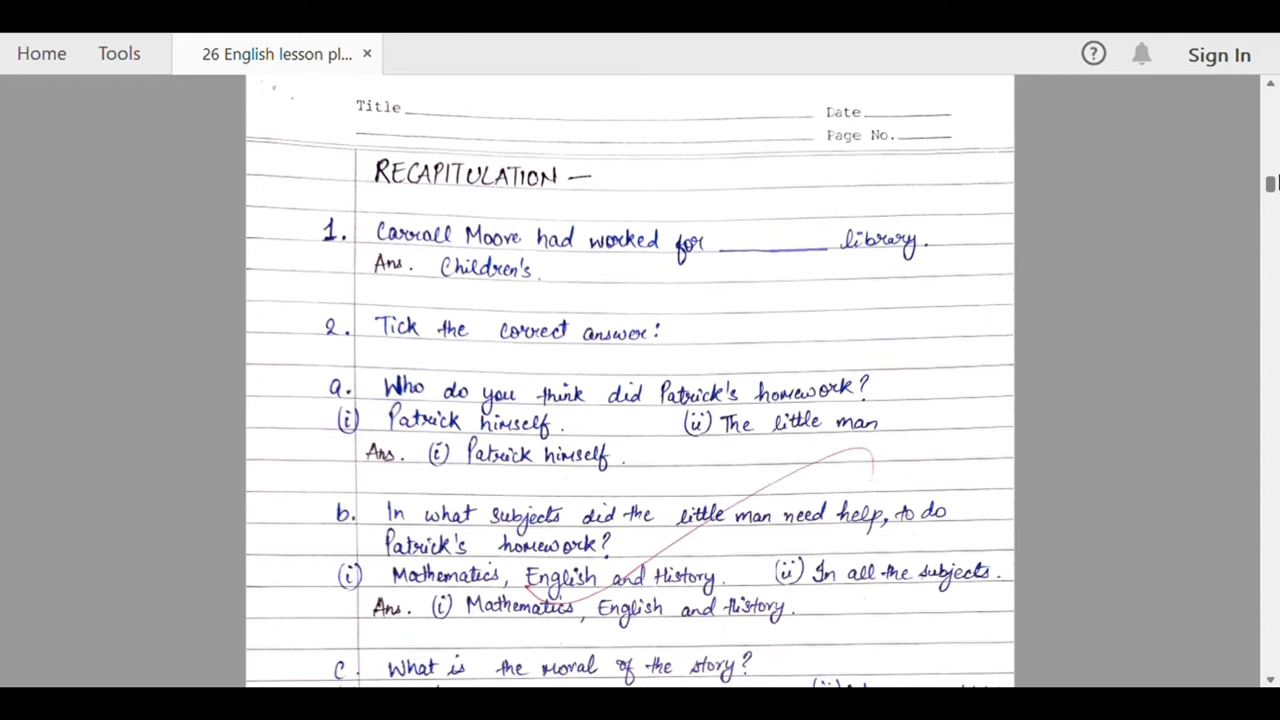 Home Tools 26 English lesson pl... × ? Sign In
Title Date
Page No.
RECAPITULATION —
1. Carrall Moore had worked for ________ library.
Ans. Children's.
2. Tick the correct answer:
a. Who do you think did Patrick's homework?
(i) Patrick himself. (ii) The little man
Ans. (i) Patrick himself.
b. In what subjects did the little man need help, to do
Patrick's homework?
(i) Mathematics, English and History. (ii) In all the subjects.
Ans. (i) Mathematics, English and History.
c. What is the moral of the story?